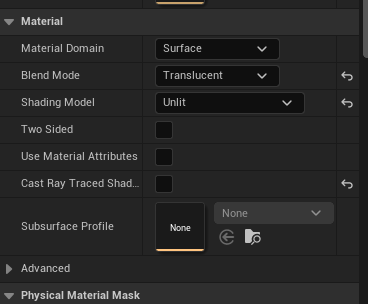 Material
Material Domain Surface
Blend Mode Translucent
Shading Model Unlit
Two Sided
Use Material Attributes
Cast Ray Traced Shad...
Subsurface Profile None None
Advanced
Physical Material Mask